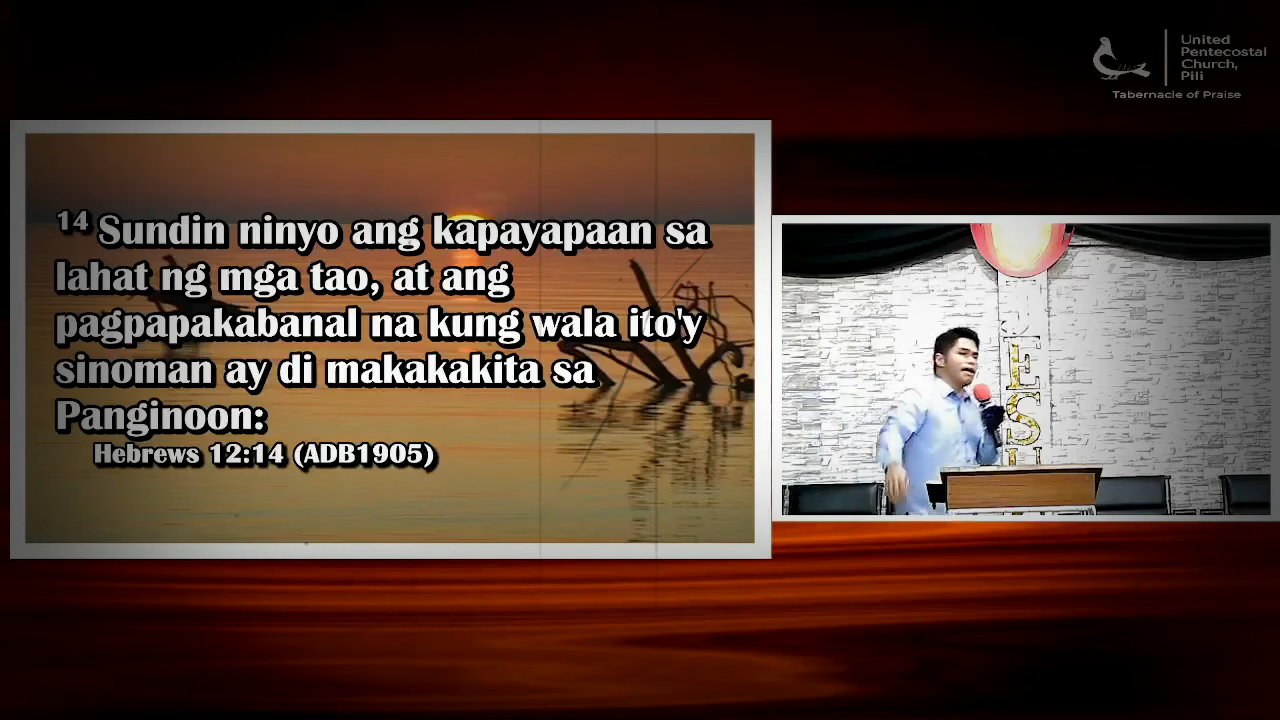 United
Pentecostal
Church,
Pili
Tabernacle of Praise
14 Sundin ninyo ang kapayapaan sa
lahat ng mga tao, at ang
pagpapakabanal na kung wala ito'y
sinoman ay di makakakita sa
Panginoon:
Hebrews 12:14 (ADB1905)
JESU